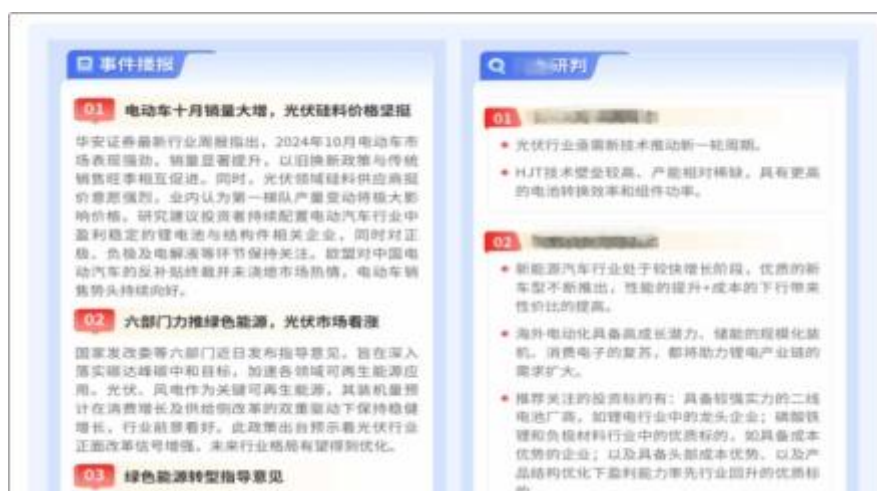 事件播报
01 电动车十月销量大增，光伏硅料价格坚挺
华安证券最新行业周报指出，2024年10月电动车市
场表现强劲，销量显著提升，以旧换新政策与传统
销售旺季相互促进。同时，光伏领域硅料供应商报
价意愿强烈，业内认为第一梯队产量变动将极大影
响价格。研究建议投资者持续配置电动汽车行业中
盈利稳定的锂电池与结构件相关企业，同时对正
极、负极及电解液等环节保持关注。欧盟对中国电
动汽车的反补贴终裁并未浇熄市场热情，电动车销
售势头持续向好。
02 六部门力推绿色能源，光伏市场看涨
国家发改委等六部门近日发布指导意见，旨在深入
落实碳达峰碳中和目标，加速各领域可再生能源应
用。光伏、风电作为关键可再生能源，其装机量预
计在消费增长及供给侧改革的双重驱动下保持稳健
增长，行业前景看好。此政策出台预示着光伏行业
正面改革信号增强，未来行业格局有望得到优化。
03 绿色能源转型指导意见
研判
01
光伏行业亟需新技术推动新一轮周期。
HJT技术壁垒较高、产能相对稀缺，具有更高
的电池转换效率和组件功率。
02
新能源汽车行业处于较快增长阶段，优质的新
车型不断推出，性能的提升+成本的下行带来
性价比的提高。
海外电动化具备高成长潜力、储能的规模化装
机、消费电子的复苏，都将助力锂电产业链的
需求扩大。
推荐关注的投资标的有：具备较强实力的二线
电池厂商，如锂电行业中的龙头企业；磷酸铁
锂和负极材料行业中的优质标的，如具备成本
优势的企业；以及具备头部成本优势、以及产
品结构优化下盈利能力率先行业回升的优质标
的。